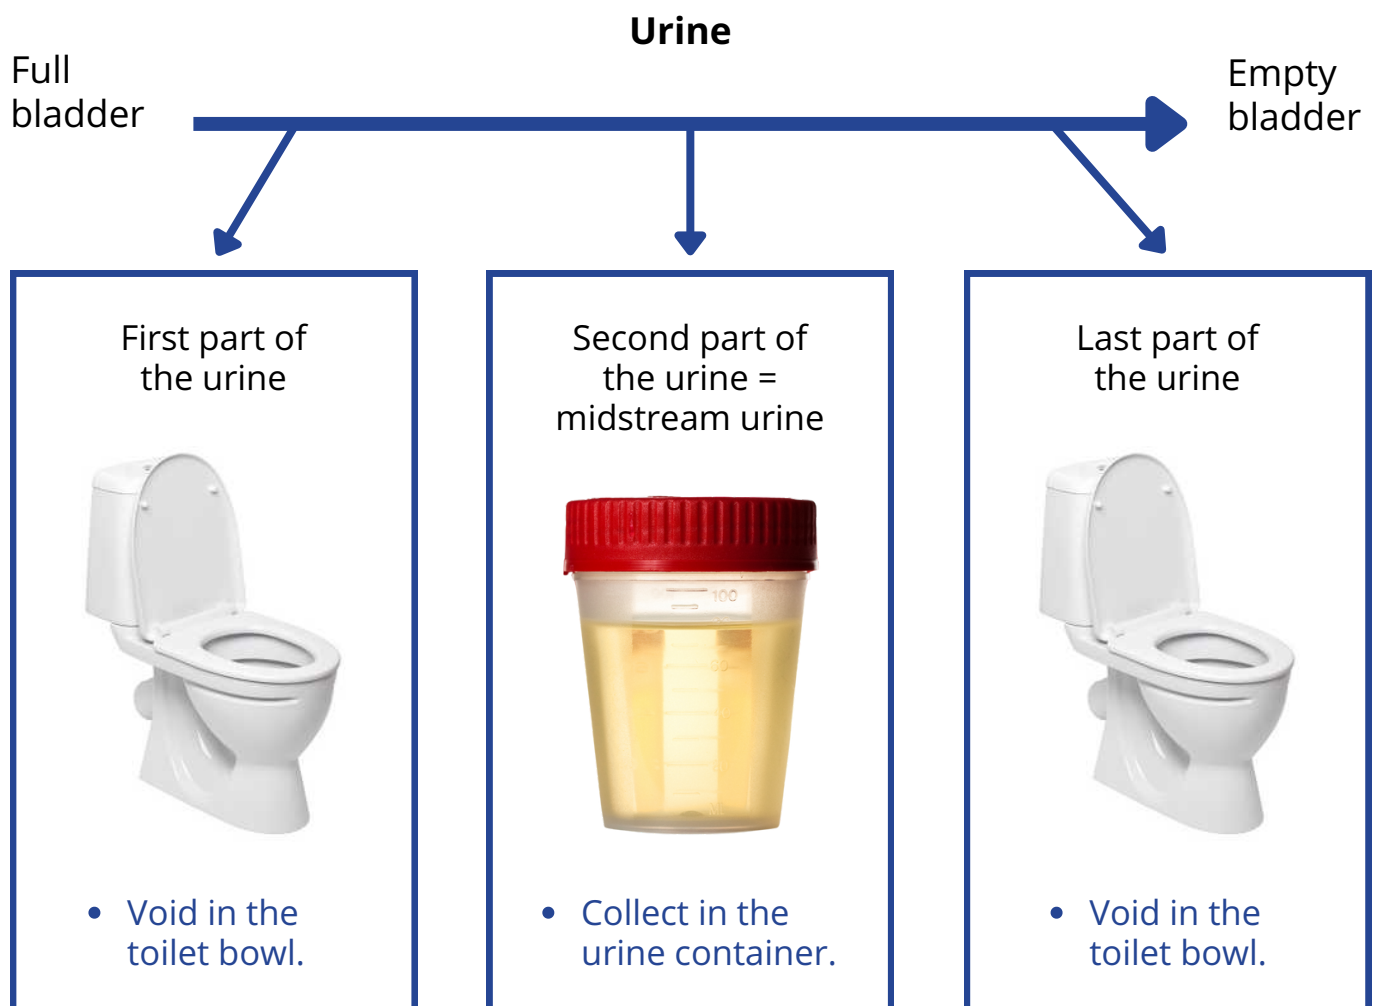 Urine
Full
bladder
Empty
bladder
First part of
the urine
Second part of
the urine =
midstream urine
Last part of
the urine
100
• Void in the
toilet bowl.
• Collect in the
urine container.
• Void in the
toilet bowl.